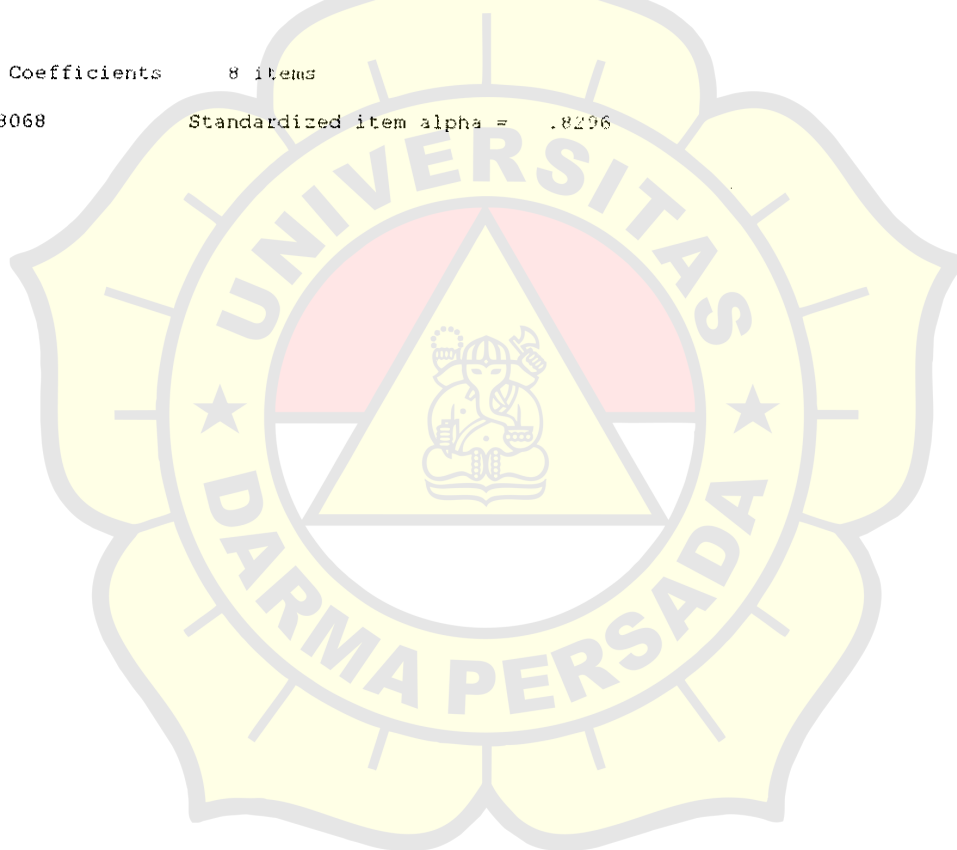 Coefficients 8 items
8068 Standardized item alpha = .8296
UNIVERSITAS
DARMA PERSADA